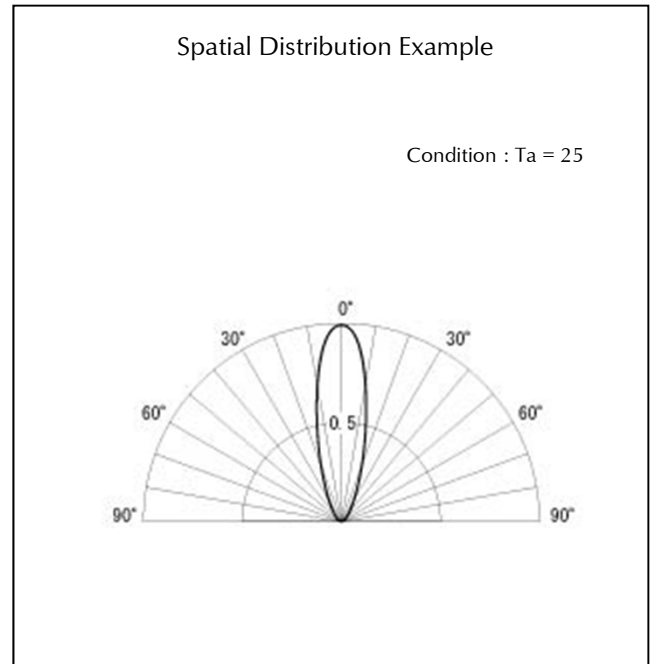 Spatial Distribution Example
Condition : Ta = 25
0°
30° 30°
60° 60°
0. 5
90° 90°